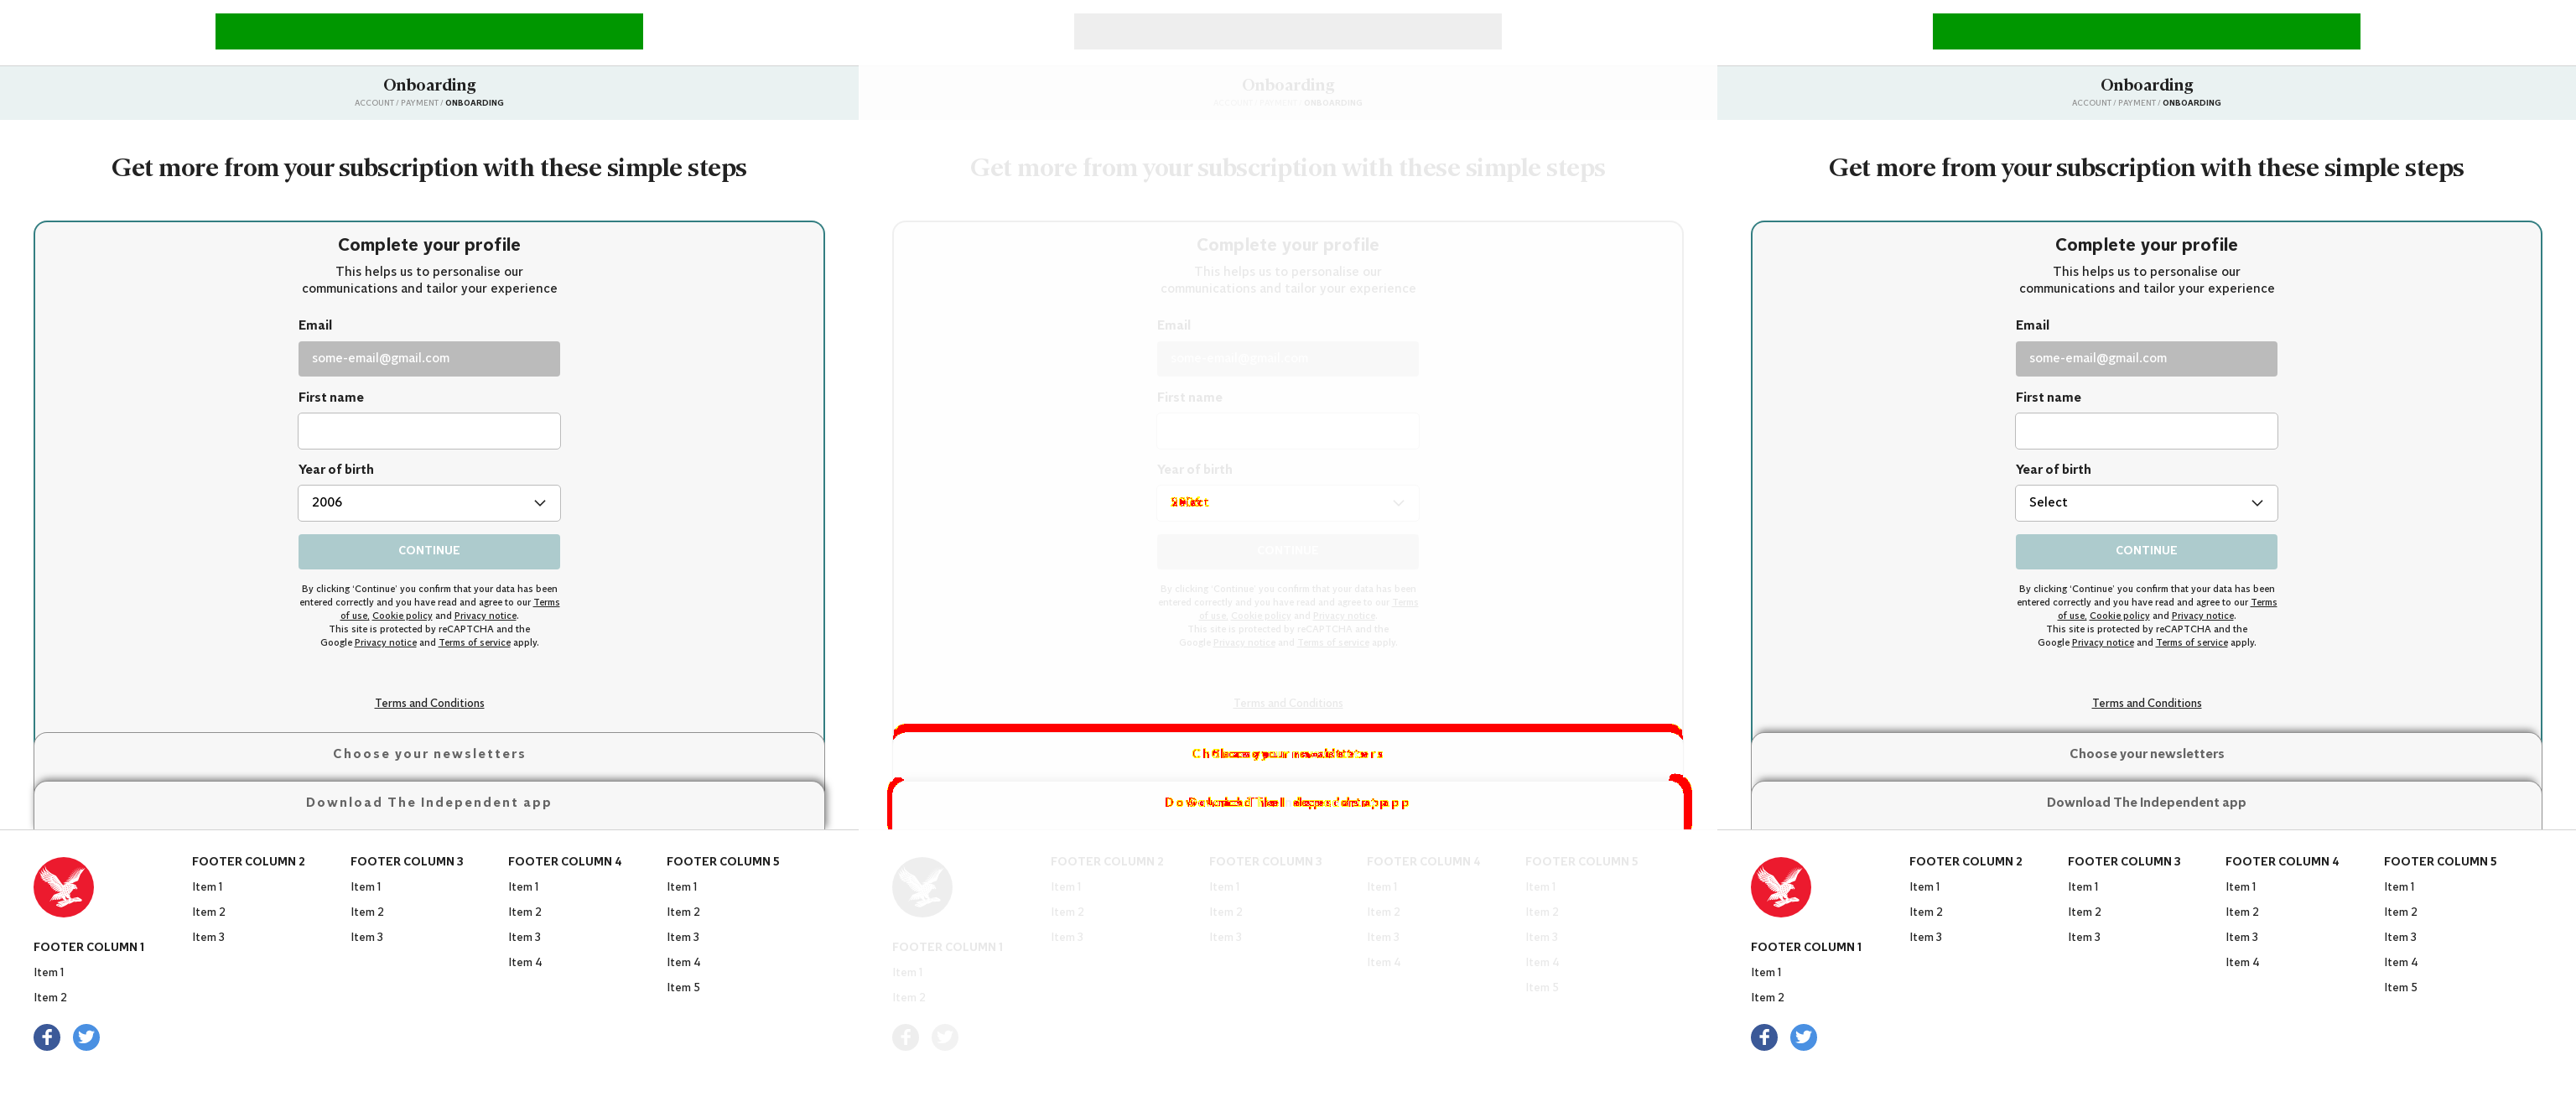 Onboarding
ACCOUNT / PAYMENT / ONBOARDING
Get more from your subscription with these simple steps
Complete your profile
This helps us to personalise our
communications and tailor your experience
Email
some-email@gmail.com
First name
Year of birth
2006
CONTINUE
By clicking ‘Continue’ you confirm that your data has been
entered correctly and you have read and agree to our Terms
of use, Cookie policy and Privacy notice.
This site is protected by reCAPTCHA and the
Google Privacy notice and Terms of service apply.
Terms and Conditions
Choose your newsletters
Download The Independent app
FOOTER COLUMN 1
Item 1
Item 2
FOOTER COLUMN 2
Item 1
Item 2
Item 3
FOOTER COLUMN 3
Item 1
Item 2
Item 3
FOOTER COLUMN 4
Item 1
Item 2
Item 3
Item 4
FOOTER COLUMN 5
Item 1
Item 2
Item 3
Item 4
Item 5
Onboarding
ACCOUNT / PAYMENT / ONBOARDING
Get more from your subscription with these simple steps
Complete your profile
This helps us to personalise our
communications and tailor your experience
Email
some-email@gmail.com
First name
Year of birth
CONTINUE
By clicking ‘Continue’ you confirm that your data has been
entered correctly and you have read and agree to our Terms
of use, Cookie policy and Privacy notice.
This site is protected by reCAPTCHA and the
Google Privacy notice and Terms of service apply.
Terms and Conditions
FOOTER COLUMN 1
Item 1
Item 2
FOOTER COLUMN 2
Item 1
Item 2
Item 3
FOOTER COLUMN 3
Item 1
Item 2
Item 3
FOOTER COLUMN 4
Item 1
Item 2
Item 3
Item 4
FOOTER COLUMN 5
Item 1
Item 2
Item 3
Item 4
Item 5
Onboarding
ACCOUNT / PAYMENT / ONBOARDING
Get more from your subscription with these simple steps
Complete your profile
This helps us to personalise our
communications and tailor your experience
Email
some-email@gmail.com
First name
Year of birth
Select
CONTINUE
By clicking ‘Continue’ you confirm that your data has been
entered correctly and you have read and agree to our Terms
of use, Cookie policy and Privacy notice.
This site is protected by reCAPTCHA and the
Google Privacy notice and Terms of service apply.
Terms and Conditions
Choose your newsletters
Download The Independent app
FOOTER COLUMN 1
Item 1
Item 2
FOOTER COLUMN 2
Item 1
Item 2
Item 3
FOOTER COLUMN 3
Item 1
Item 2
Item 3
FOOTER COLUMN 4
Item 1
Item 2
Item 3
Item 4
FOOTER COLUMN 5
Item 1
Item 2
Item 3
Item 4
Item 5